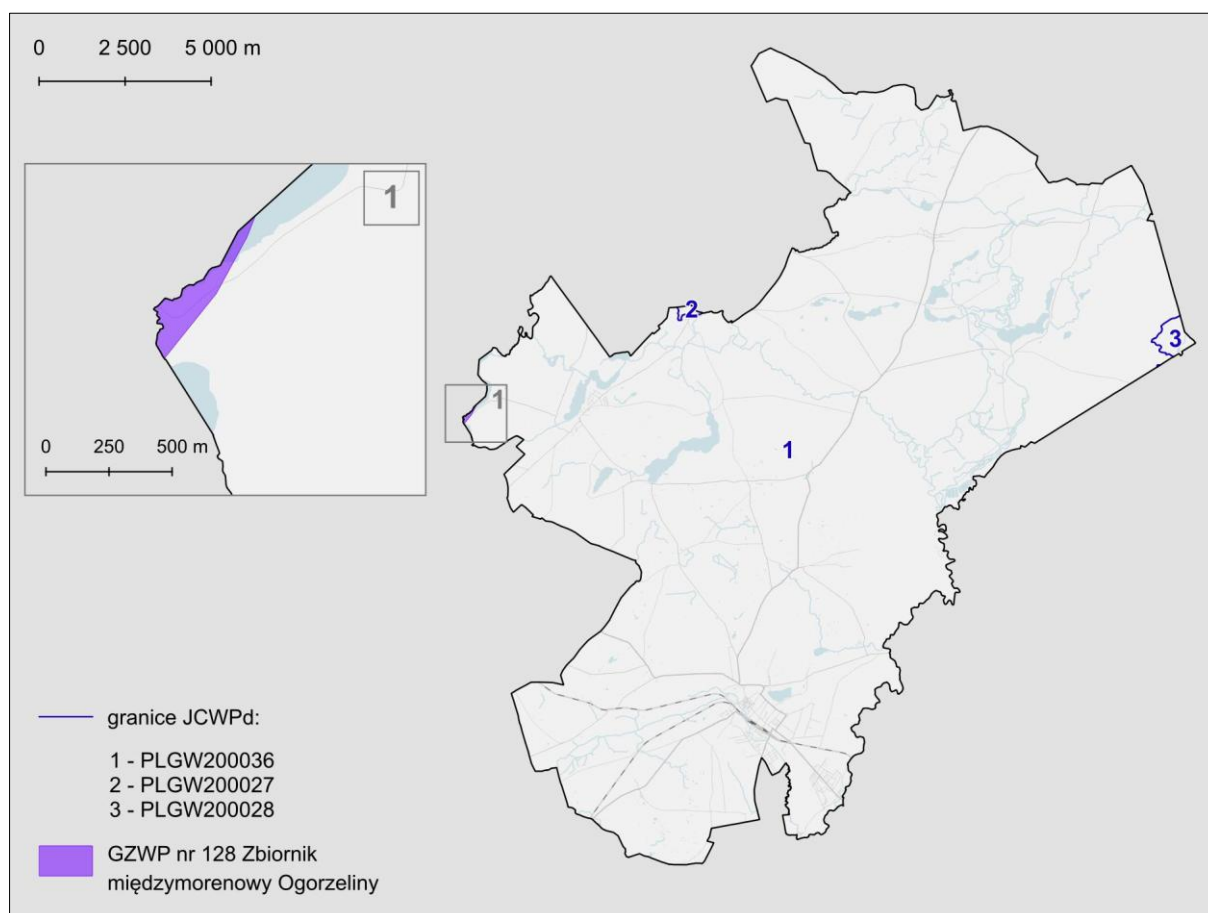 0 2 500 5 000 m
1
0 250 500 m
2
3
1
1
granice JCWPd:
1 - PLGW200036
2 - PLGW200027
3 - PLGW200028
GZWP nr 128 Zbiornik
międzymorenowy Ogorzeliny